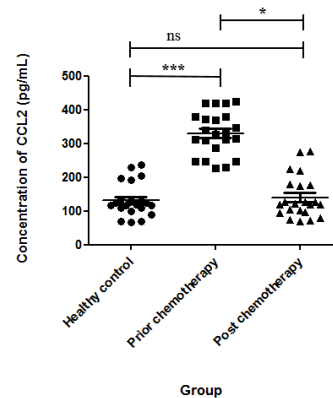 *
ns
***
Concentration of CCL2 (pg/mL)
500
400
300
200
100
0
Healthy control
Prior chemotherapy
Post chemotherapy
Group